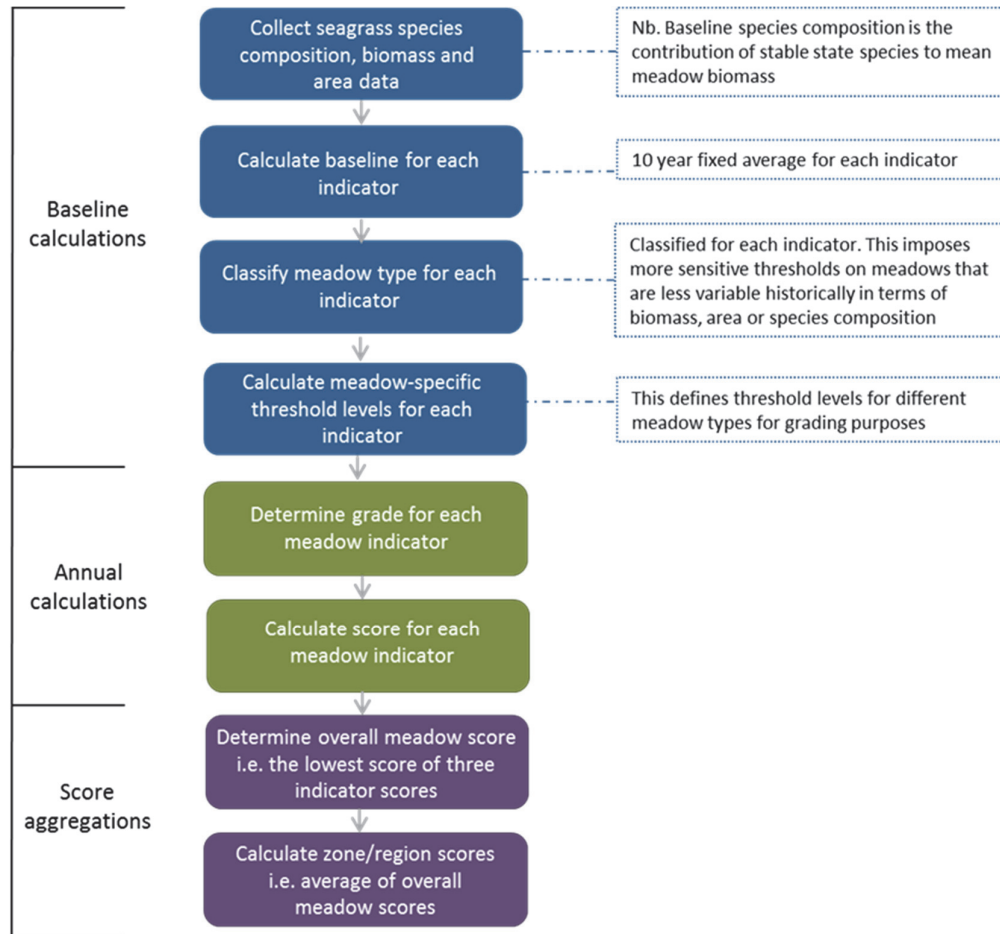 Collect seagrass species
composition, biomass and
area data
Nb. Baseline species composition is the
contribution of stable state species to mean
meadow biomass
Calculate baseline for each
indicator
10 year fixed average for each indicator
Baseline
calculations
Classify meadow type for each
indicator
Classified for each indicator. This imposes
more sensitive thresholds on meadows that
are less variable historically in terms of
biomass, area or species composition
Calculate meadow-specific
threshold levels for each
indicator
This defines threshold levels for different
meadow types for grading purposes
Annual
calculations
Determine grade for each
meadow indicator
Calculate score for each
meadow indicator
Score
aggregations
Determine overall meadow score
i.e. the lowest score of three
indicator scores
Calculate zone/region scores
i.e. average of overall
meadow scores